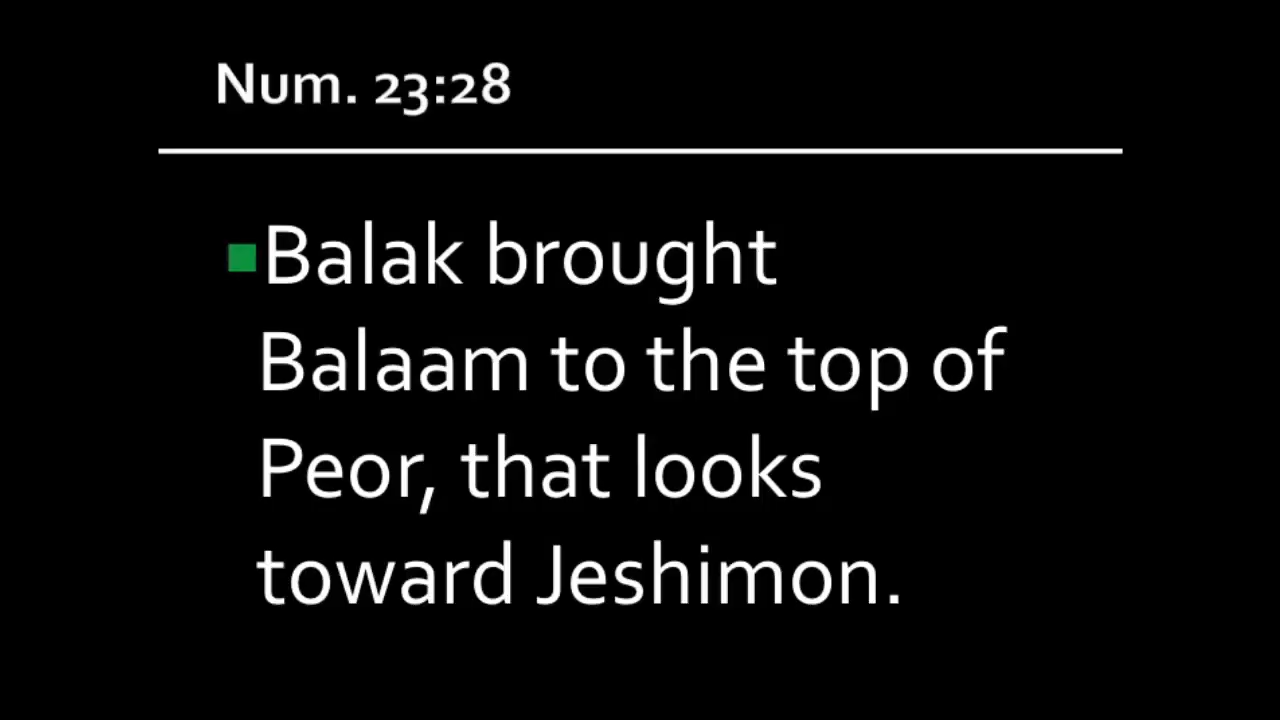 Num. 23:28
Balak brought
Balaam to the top of
Peor, that looks
toward Jeshimon.